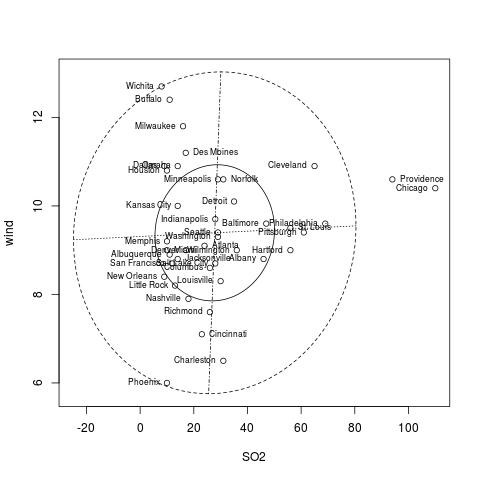 Wichita
Buffalo
Milwaukee
Des Moines
Omaha
Cleveland
Houston
Minneapolis
Norfolk
Providence
Chicago
Detroit
Kansas City
Indianapolis
Baltimore
Philadelphia
St. Louis
Pittsburgh
Seattle
Washington
Memphis
Atlanta
Denver
Miami
Wilmington
Hartford
Albuquerque
Jacksonville
Albany
San Francisco
Salt Lake City
Columbus
New Orleans
Louisville
Little Rock
Nashville
Richmond
Cincinnati
Charleston
Phoenix
12
10
8
6
wind
-20
0
20
40
60
80
100
SO2